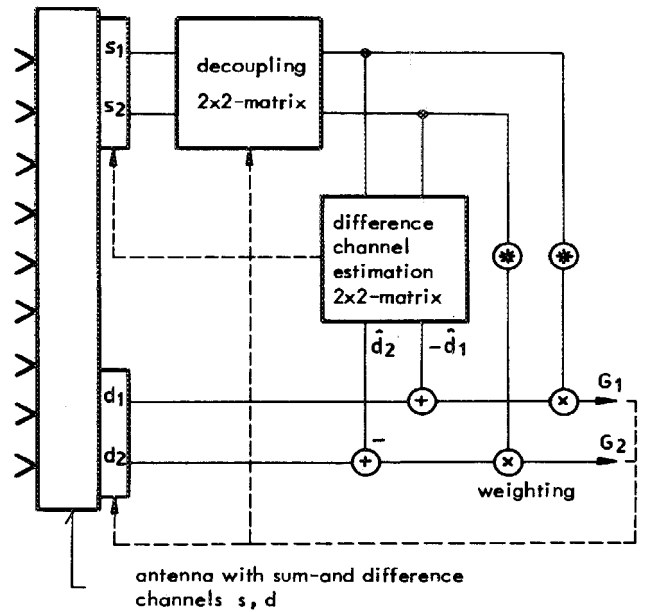 s1
s2
decoupling
2x2-matrix
difference
channel
estimation
2x2-matrix
*
*
d̂2
-d̂1
d1
+
x
G1
d2
-
+
x
G2
weighting
antenna with sum-and difference
channels s, d